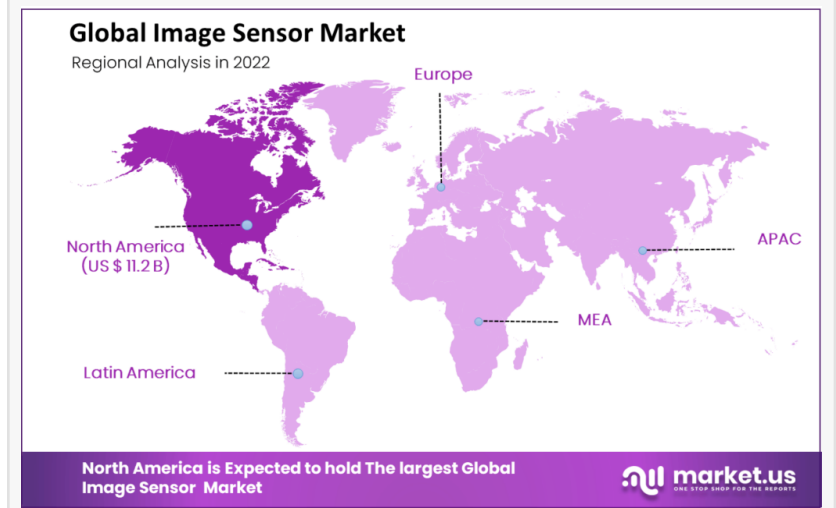 Global Image Sensor Market
Regional Analysis in 2022
Europe
North America
(US $ 11.2 B)
APAC
MEA
Latin America
North America is Expected to hold The largest Global
Image Sensor Market
market.us
ONE STOP SHOP FOR THE REPORTS